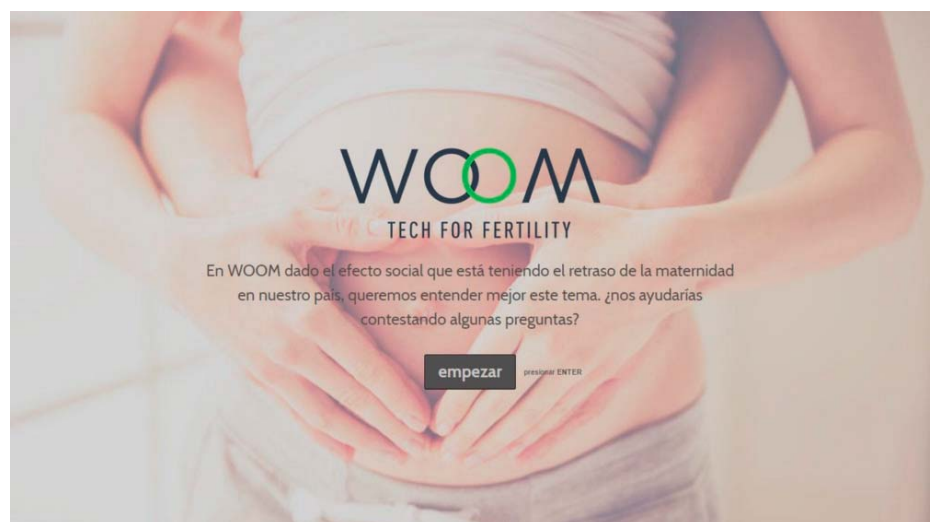 WOOM
TECH FOR FERTILITY
En WOOM dado el efecto social que está teniendo el retraso de la maternidad
en nuestro país, queremos entender mejor este tema. ¿nos ayudarías
contestando algunas preguntas?
empezar
presionar ENTER